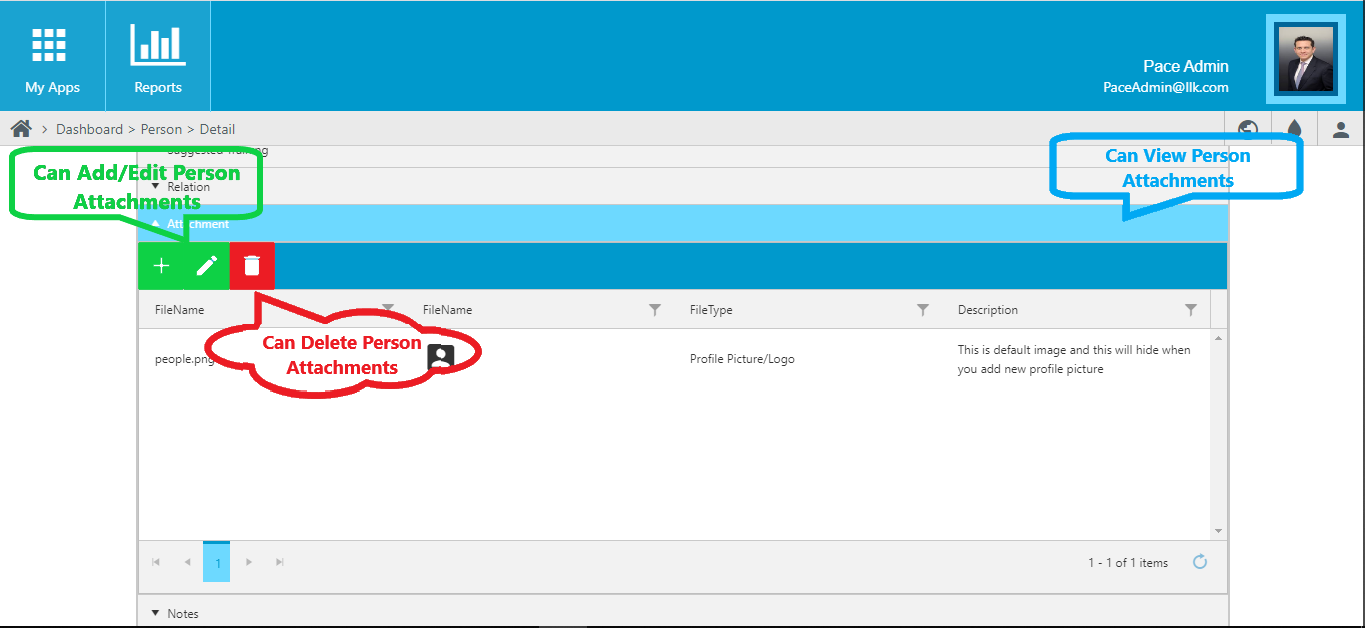 My Apps
Reports
Pace Admin
PaceAdmin@llk.com
Dashboard > Person > Detail
Suggested Training
Can Add/Edit Person
Attachments
Can View Person
Attachments
Relation
Attachment
FileName
FileName
FileType
Description
Can Delete Person
Attachments
people.png
Profile Picture/Logo
This is default image and this will hide when
you add new profile picture
1
1 - 1 of 1 items
Notes